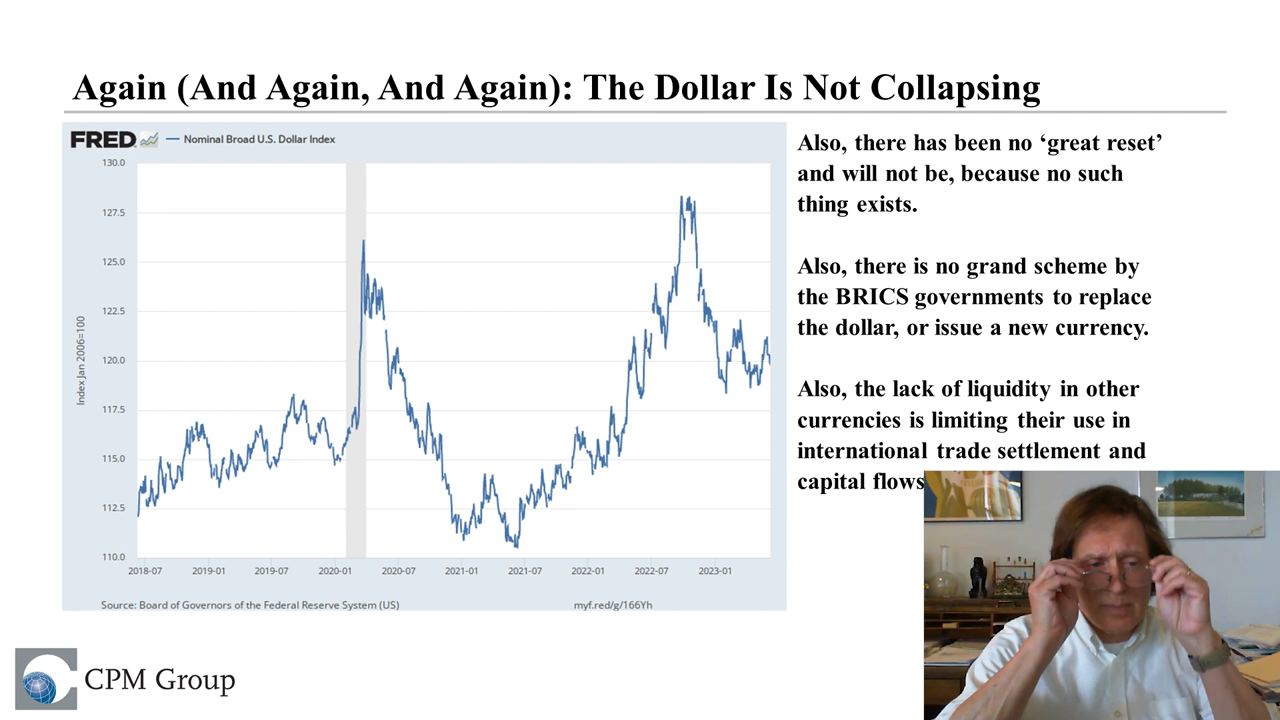 Again (And Again, And Again): The Dollar Is Not Collapsing
FRED
Nominal Broad U.S. Dollar Index
130.0
127.5
125.0
122.5
120.0
117.5
115.0
112.5
110.0
Index Jan 2006=100
2018-07
2019-01
2019-07
2020-01
2020-07
2021-01
2021-07
2022-01
2022-07
2023-01
Source: Board of Governors of the Federal Reserve System (US)
myf.red/g/166Yh
Also, there has been no ‘great reset’
and will not be, because no such
thing exists.
Also, there is no grand scheme by
the BRICS governments to replace
the dollar, or issue a new currency.
Also, the lack of liquidity in other
currencies is limiting their use in
international trade settlement and
capital flows
CPM Group